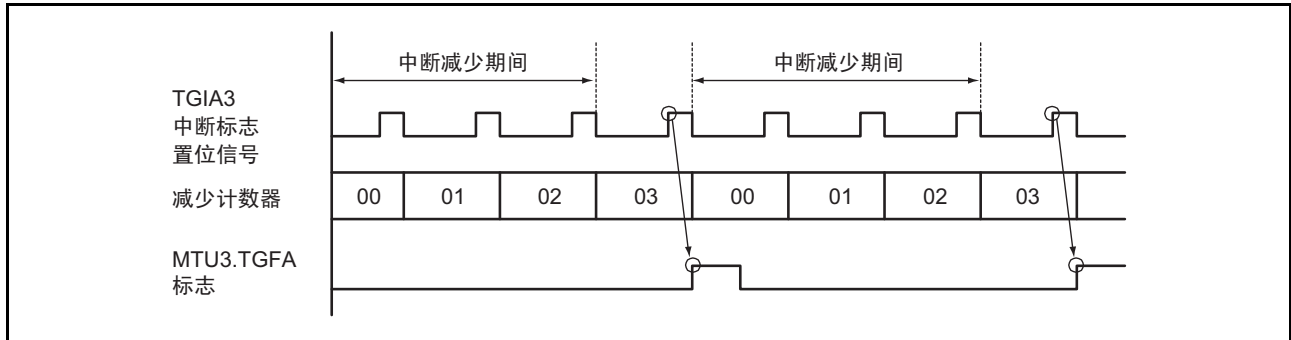 中断减少期间 中断减少期间
TGIA3
中断标志
置位信号
减少计数器 00 01 02 03 00 01 02 03
MTU3.TGFA
标志